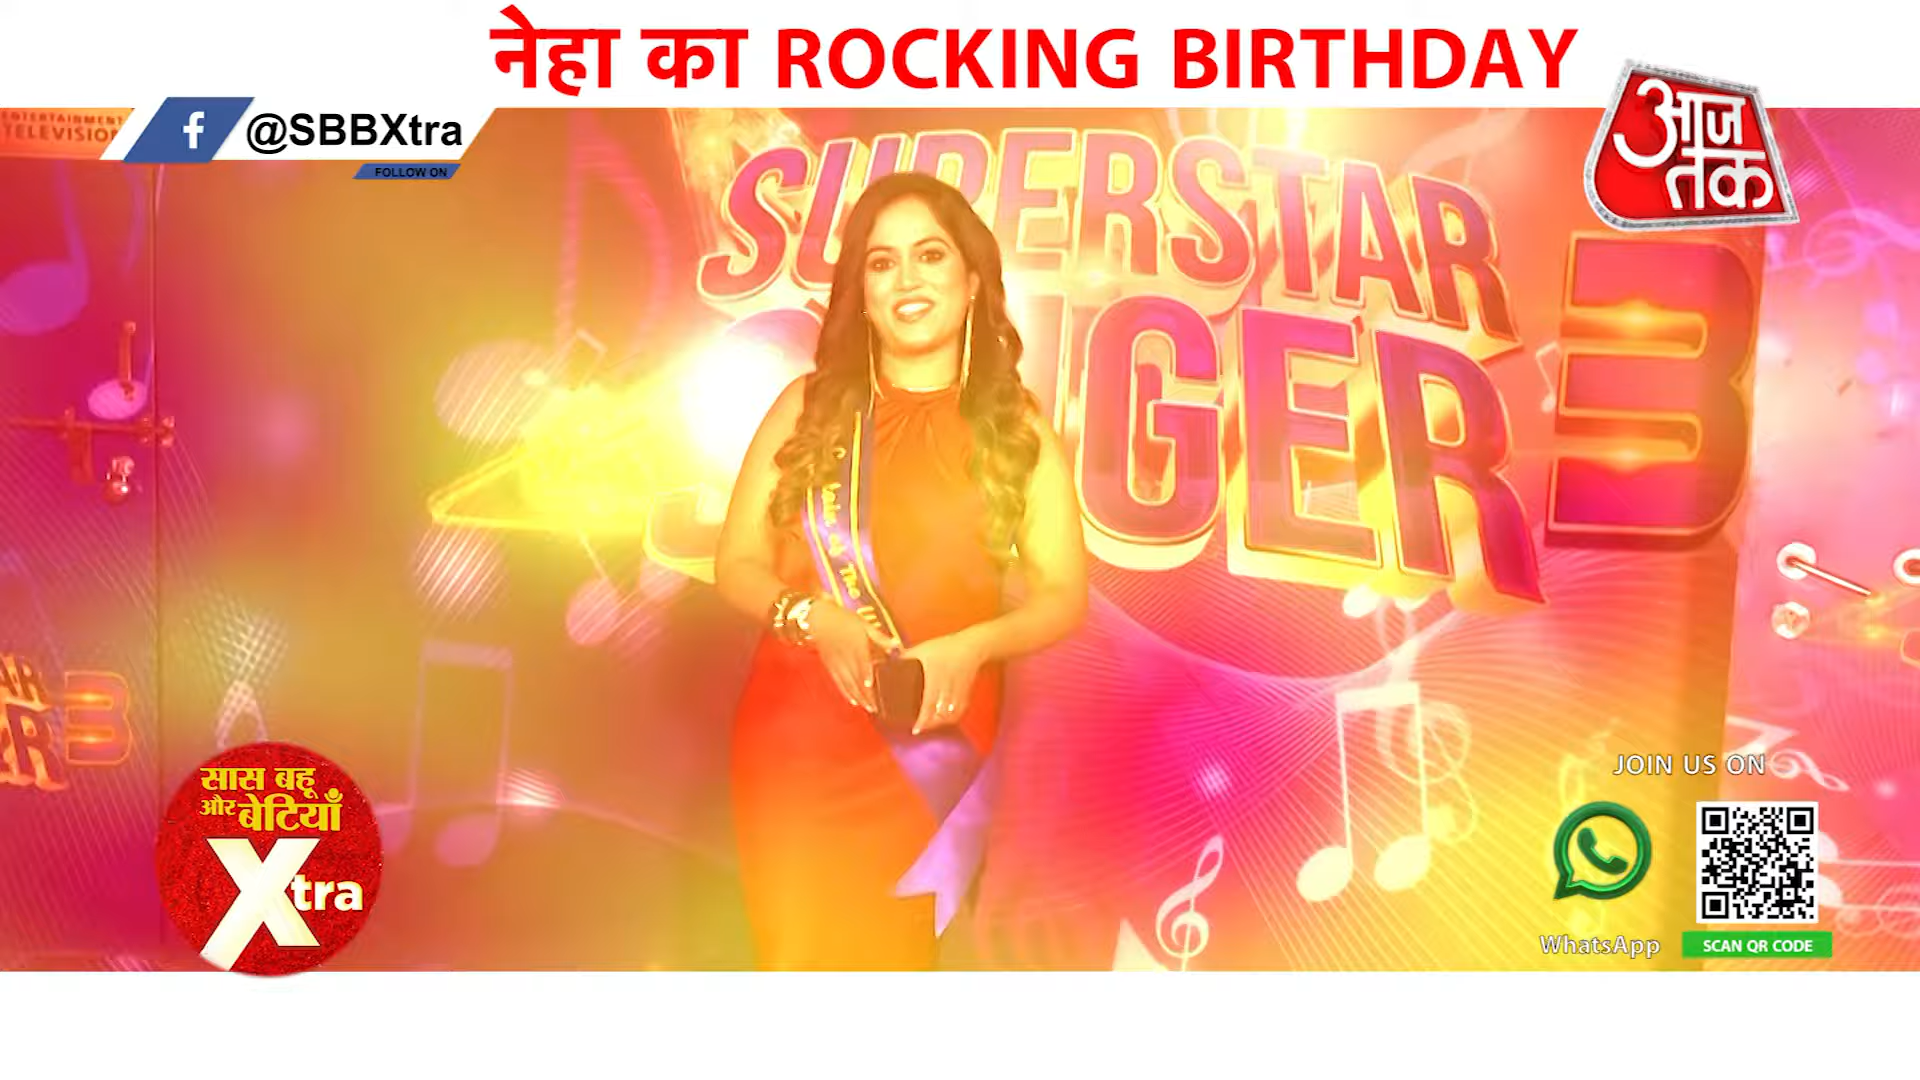 नेहा का ROCKING BIRTHDAY
ENTERTAINMENT
TELEVISION
f @SBBXtra
FOLLOW ON
आज
तक
SUPERSTAR
3
JOIN US ON
सास बहू
और बेटियाँ
Xtra
WhatsApp
SCAN QR CODE